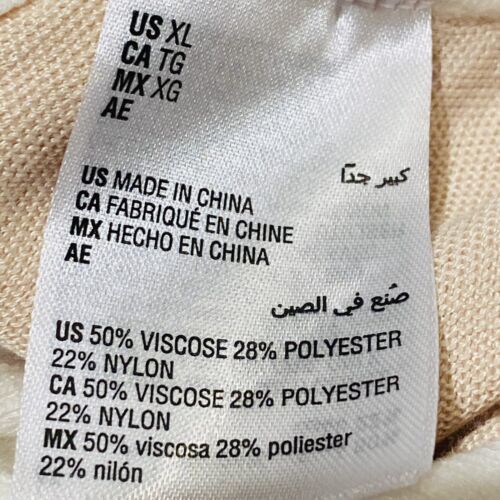 US XL
CA TG
MX XG
AE
كبير جدًا
US MADE IN CHINA
CA FABRIQUÉ EN CHINE
MX HECHO EN CHINA
AE
صُنع في الصين
US 50% VISCOSE 28% POLYESTER
22% NYLON
CA 50% VISCOSE 28% POLYESTER
22% NYLON
MX 50% viscosa 28% poliester
22% nilón